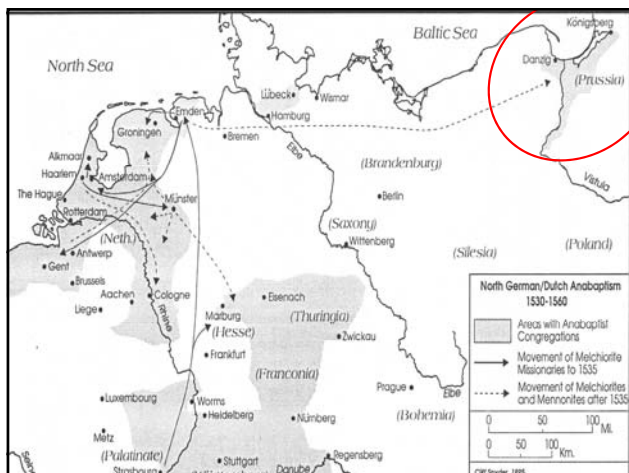 North Sea
Baltic Sea
Königsberg
Danzig
(Prussia)
Lübeck
Wismar
Hamburg
Emden
Groningen
Bremen
Elbe
Alkmaar
Haarlem
Amsterdam
The Hague
Rotterdam
Münster
(Neth.)
(Brandenburg)
Berlin
Vistula
(Saxony)
Wittenberg
(Silesia)
(Poland)
Antwerp
Gent
Brussels
Liege
Aachen
Cologne
Rhine
Marburg
(Hesse)
Eisenach
(Thuringia)
Zwickau
Frankfurt
(Franconia)
Prague
Elbe
(Bohemia)
Luxembourg
Worms
Heidelberg
Nürnberg
Metz
(Palatinate)
Strasbourg
Stuttgart
Regensberg
Danube
North German/Dutch Anabaptism
1530-1560
Areas with Anabaptist
Congregations
Movement of Melchiorite
Missionaries to 1535
Movement of Melchiorites
and Mennonites after 1535
0 50 100
Mi.
0 50 100
Km.